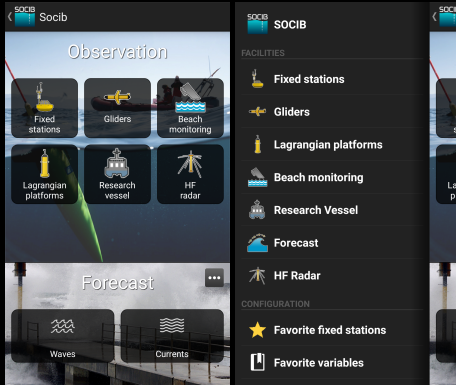 SOCIB
Socib
Observation
Fixed
stations
Gliders
Beach
monitoring
Lagrangian
platforms
Research
vessel
HF
radar
Forecast
Waves
Currents
SOCIB
SOCIB
FACILITIES
Fixed stations
Gliders
Lagrangian platforms
Beach monitoring
Research Vessel
Forecast
HF Radar
CONFIGURATION
Favorite fixed stations
Favorite variables